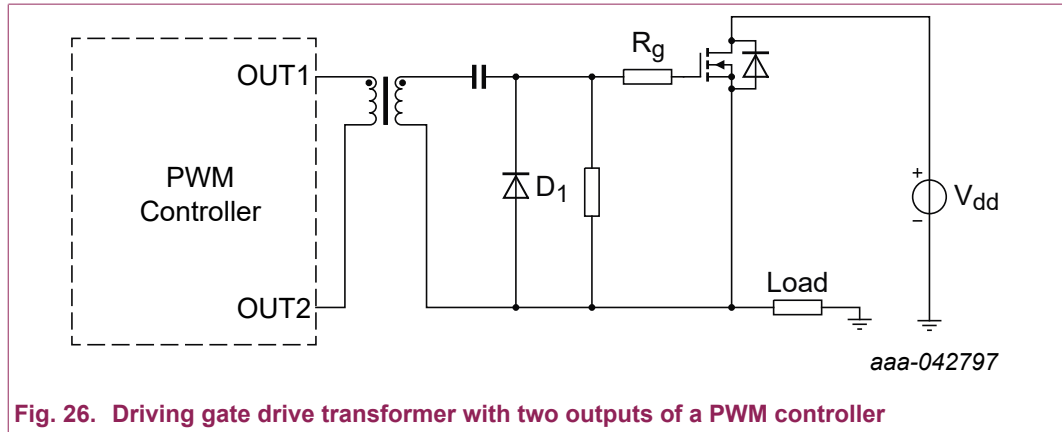 OUT1
Rg
PWM
Controller
D1
+
Vdd
−
Load
OUT2
aaa-042797
Fig. 26. Driving gate drive transformer with two outputs of a PWM controller